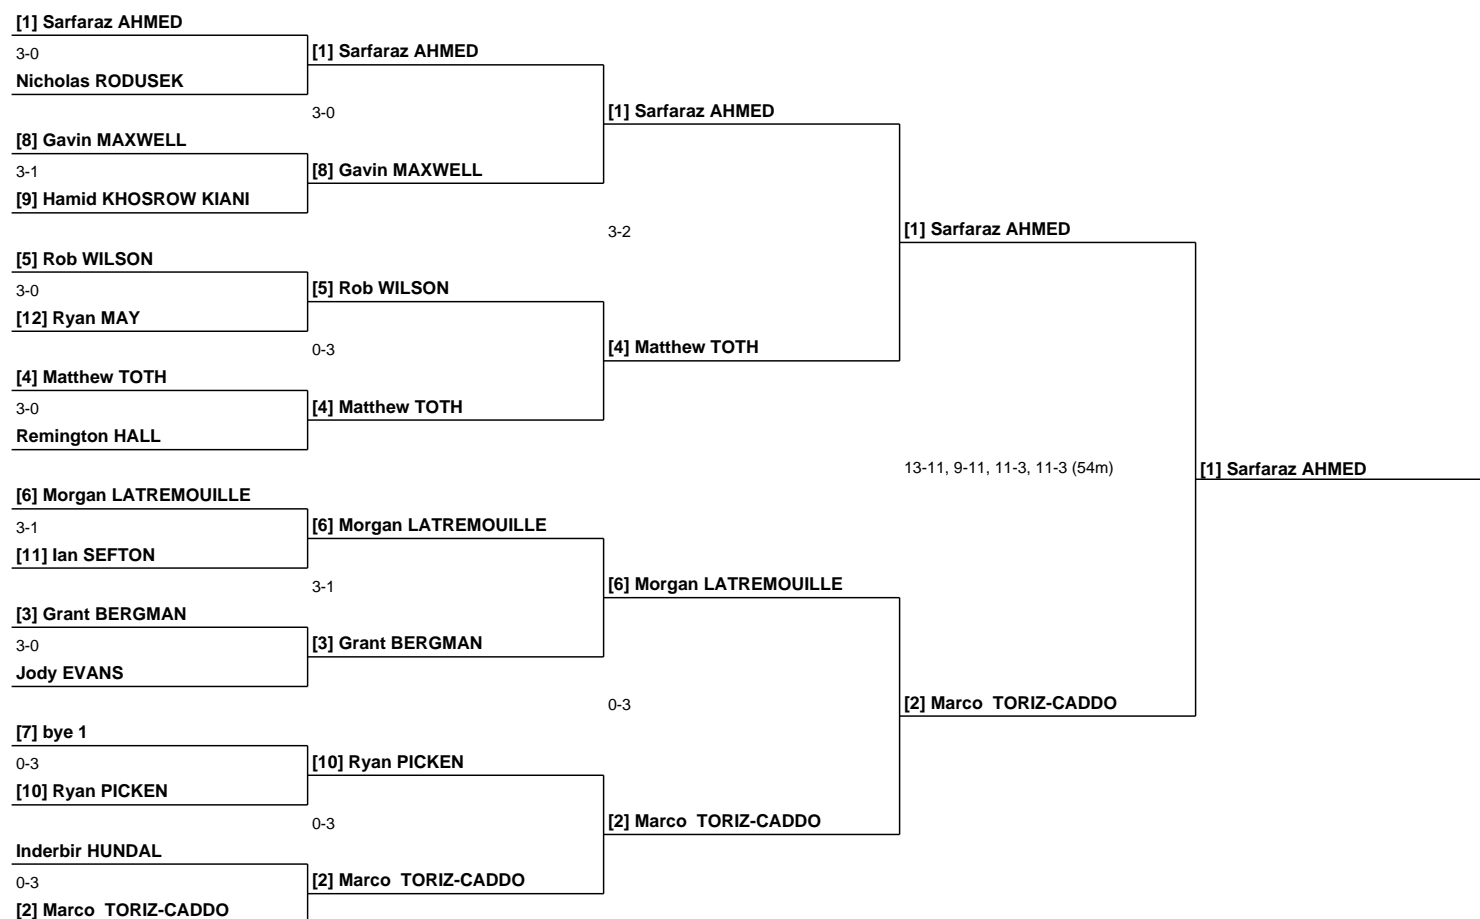 [1] Sarfaraz AHMED
3-0
Nicholas RODUSEK
[8] Gavin MAXWELL
3-1
[9] Hamid KHOSROW KIANI
[5] Rob WILSON
3-0
[12] Ryan MAY
[4] Matthew TOTH
3-0
Remington HALL
[6] Morgan LATREMOUILLE
3-1
[11] Ian SEFTON
[3] Grant BERGMAN
3-0
Jody EVANS
[7] bye 1
0-3
[10] Ryan PICKEN
Inderbir HUNDAL
0-3
[2] Marco  TORIZ-CADDO
[1] Sarfaraz AHMED
3-0
[8] Gavin MAXWELL
[5] Rob WILSON
0-3
[4] Matthew TOTH
[6] Morgan LATREMOUILLE
3-1
[3] Grant BERGMAN
[10] Ryan PICKEN
0-3
[2] Marco  TORIZ-CADDO
[1] Sarfaraz AHMED
3-2
[4] Matthew TOTH
[6] Morgan LATREMOUILLE
0-3
[2] Marco  TORIZ-CADDO
[1] Sarfaraz AHMED
13-11, 9-11, 11-3, 11-3 (54m)
[2] Marco  TORIZ-CADDO
[1] Sarfaraz AHMED